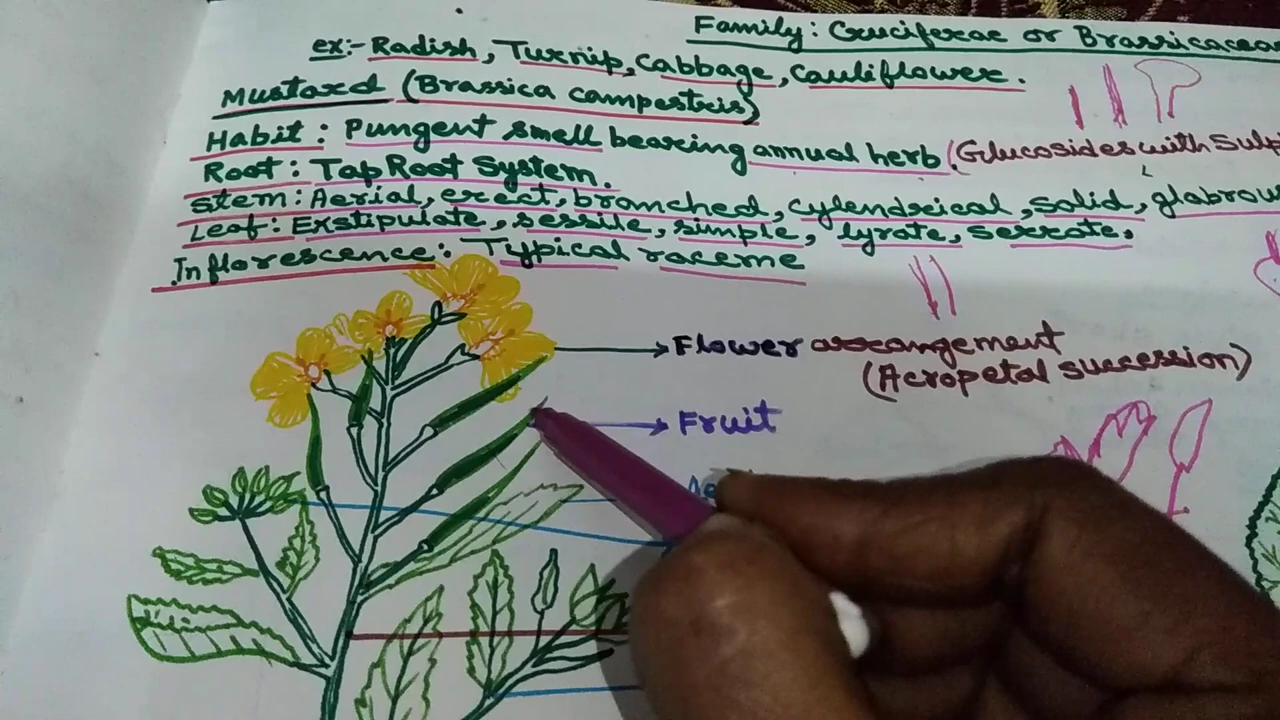 Family: Cruciferae or Brassicaceae
ex:- Radish, Turnip, Cabbage, Cauliflower.
Mustard (Brassica campestris)
Habit: Pungent smell bearing annual herb (Glucosides with Sulp
Root: Tap Root System.
Stem: Aerial, erect, branched, cylendrical, solid, glabrous
Leaf: Exstipulate, sessile, simple, lyrate, serrate.
Inflorescence: Typical raceme
Flower arrangement
(Acropetal succession)
Fruit